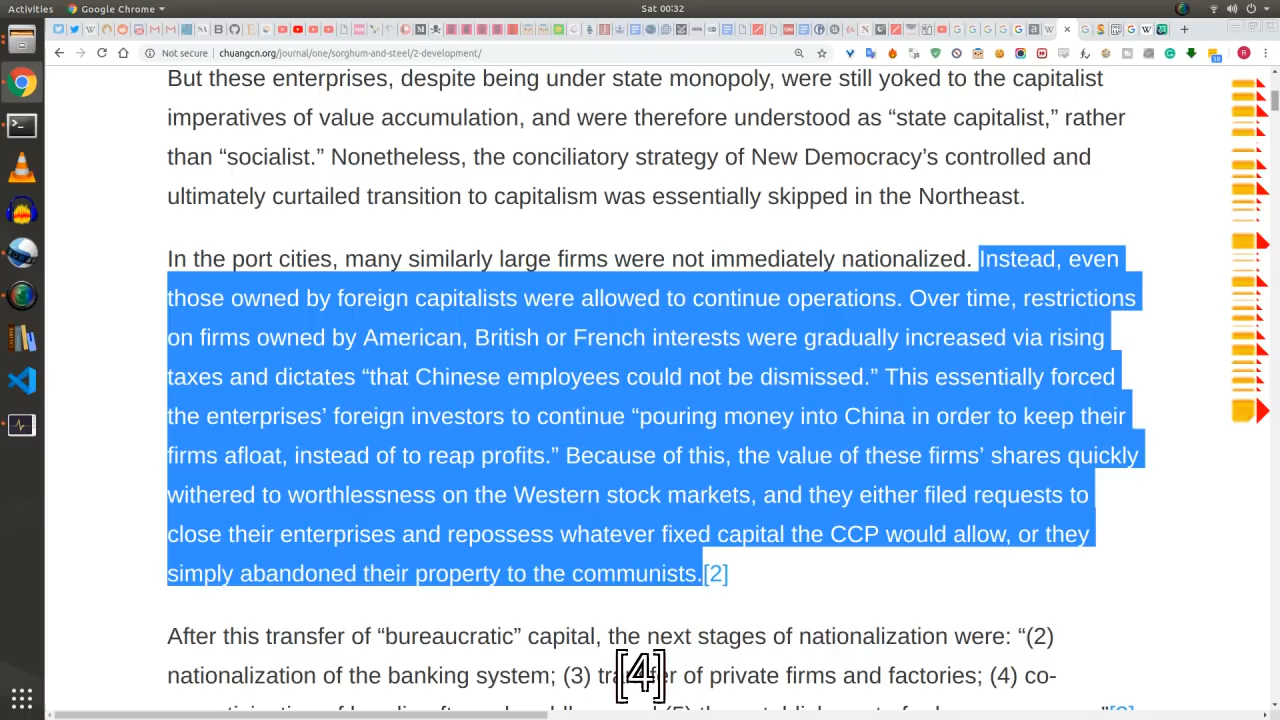 Activities Google Chrome Sat 00:32
Not secure chuangcn.org/journal/one/sorghum-and-steel/2-development/
But these enterprises, despite being under state monopoly, were still yoked to the capitalist
imperatives of value accumulation, and were therefore understood as “state capitalist,” rather
than “socialist.” Nonetheless, the conciliatory strategy of New Democracy’s controlled and
ultimately curtailed transition to capitalism was essentially skipped in the Northeast.
In the port cities, many similarly large firms were not immediately nationalized. Instead, even
those owned by foreign capitalists were allowed to continue operations. Over time, restrictions
on firms owned by American, British or French interests were gradually increased via rising
taxes and dictates “that Chinese employees could not be dismissed.” This essentially forced
the enterprises’ foreign investors to continue “pouring money into China in order to keep their
firms afloat, instead of to reap profits.” Because of this, the value of these firms’ shares quickly
withered to worthlessness on the Western stock markets, and they either filed requests to
close their enterprises and repossess whatever fixed capital the CCP would allow, or they
simply abandoned their property to the communists.[2]
After this transfer of “bureaucratic” capital, the next stages of nationalization were: “(2)
nationalization of the banking system; (3) transfer of private firms and factories; (4) co-
[4]